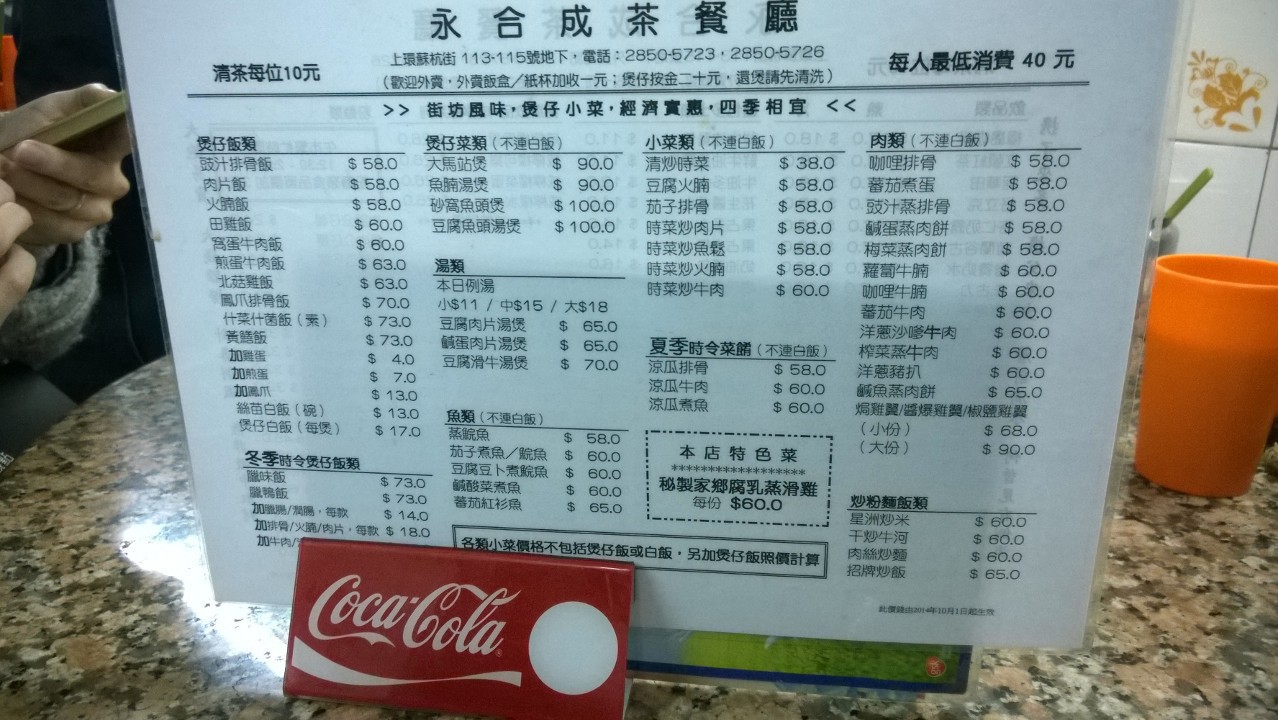 永合成茶餐廳
上環蘇杭街 113-115號地下，電話：2850-5723，2850-5726
清茶每位10元
（歡迎外賣，外賣飯盒／紙杯加收一元；煲仔按金二十元，還煲請先清洗）
每人最低消費 40 元
>> 街坊風味，煲仔小菜，經濟實惠，四季相宜 <<
煲仔飯類
豉汁排骨飯 $ 58.0
肉片飯 $ 58.0
火腩飯 $ 58.0
田雞飯 $ 60.0
窩蛋牛肉飯 $ 60.0
煎蛋牛肉飯 $ 63.0
北菇雞飯 $ 63.0
鳳爪排骨飯 $ 70.0
什菜什菌飯（素） $ 73.0
黃鱔飯 $ 73.0
加雞蛋 $ 4.0
加煎蛋 $ 7.0
加鳳爪 $ 13.0
絲苗白飯（碗） $ 13.0
煲仔白飯（每煲） $ 17.0
冬季時令煲仔飯類
臘味飯 $ 73.0
臘鴨飯 $ 73.0
加臘腸/潤腸，每款 $ 14.0
加排骨/火腩/肉片，每款 $ 18.0
加牛肉/
煲仔菜類（不連白飯）
大馬站煲 $ 90.0
魚腩湯煲 $ 90.0
砂窩魚頭煲 $ 100.0
豆腐魚頭湯煲 $ 100.0
湯類
本日例湯
小$11 / 中$15 / 大$18
豆腐肉片湯煲 $ 65.0
鹹蛋肉片湯煲 $ 65.0
豆腐滑牛湯煲 $ 70.0
魚類（不連白飯）
蒸鯇魚 $ 58.0
茄子煮魚／鯇魚 $ 60.0
豆腐豆卜煮鯇魚 $ 60.0
鹹酸菜煮魚 $ 60.0
蕃茄紅衫魚 $ 65.0
小菜類（不連白飯）
清炒時菜 $ 38.0
豆腐火腩 $ 58.0
茄子排骨 $ 58.0
時菜炒肉片 $ 58.0
時菜炒魚鬆 $ 58.0
時菜炒火腩 $ 58.0
時菜炒牛肉 $ 60.0
夏季時令菜餚（不連白飯）
涼瓜排骨 $ 58.0
涼瓜牛肉 $ 60.0
涼瓜煮魚 $ 60.0
本店特色菜
******************
秘製家鄉腐乳蒸滑雞
每份 $60.0
各類小菜價格不包括煲仔飯或白飯，另加煲仔飯照價計算
肉類（不連白飯）
咖喱排骨 $ 58.0
蕃茄煮蛋 $ 58.0
豉汁蒸排骨 $ 58.0
鹹蛋蒸肉餅 $ 58.0
梅菜蒸肉餅 $ 58.0
蘿蔔牛腩 $ 60.0
咖喱牛腩 $ 60.0
蕃茄牛肉 $ 60.0
洋蔥沙嗲牛肉 $ 60.0
榨菜蒸牛肉 $ 60.0
洋蔥豬扒 $ 60.0
鹹魚蒸肉餅 $ 65.0
焗雞翼/醬爆雞翼/椒鹽雞翼
（小份） $ 68.0
（大份） $ 90.0
炒粉麵飯類
星洲炒米 $ 60.0
干炒牛河 $ 60.0
肉絲炒麵 $ 60.0
招牌炒飯 $ 65.0
此價錢由2014年10月1日起生效
Coca-Cola